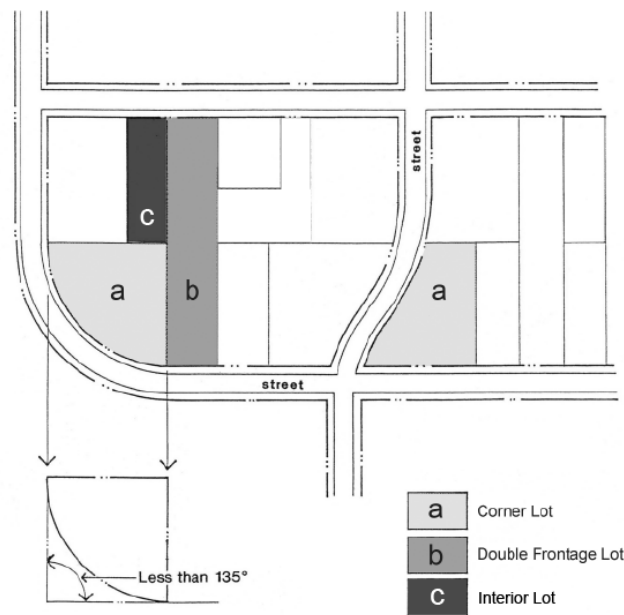 street
c
a
b
a
street
Less than 135°
a Corner Lot
b Double Frontage Lot
c Interior Lot